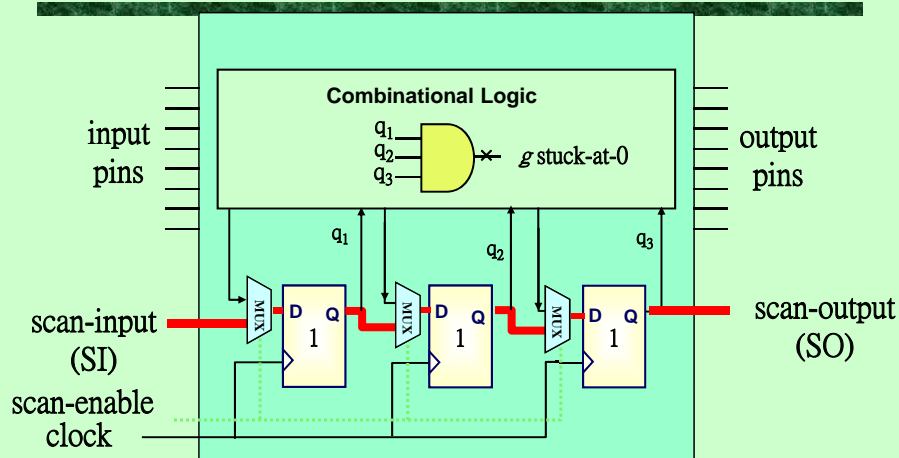 Combinational Logic
q1
q2
q3
g stuck-at-0
input
pins
output
pins
q1
q2
q3
MUX
D Q
1
MUX
D Q
1
MUX
D Q
1
scan-input
(SI)
scan-output
(SO)
scan-enable
clock